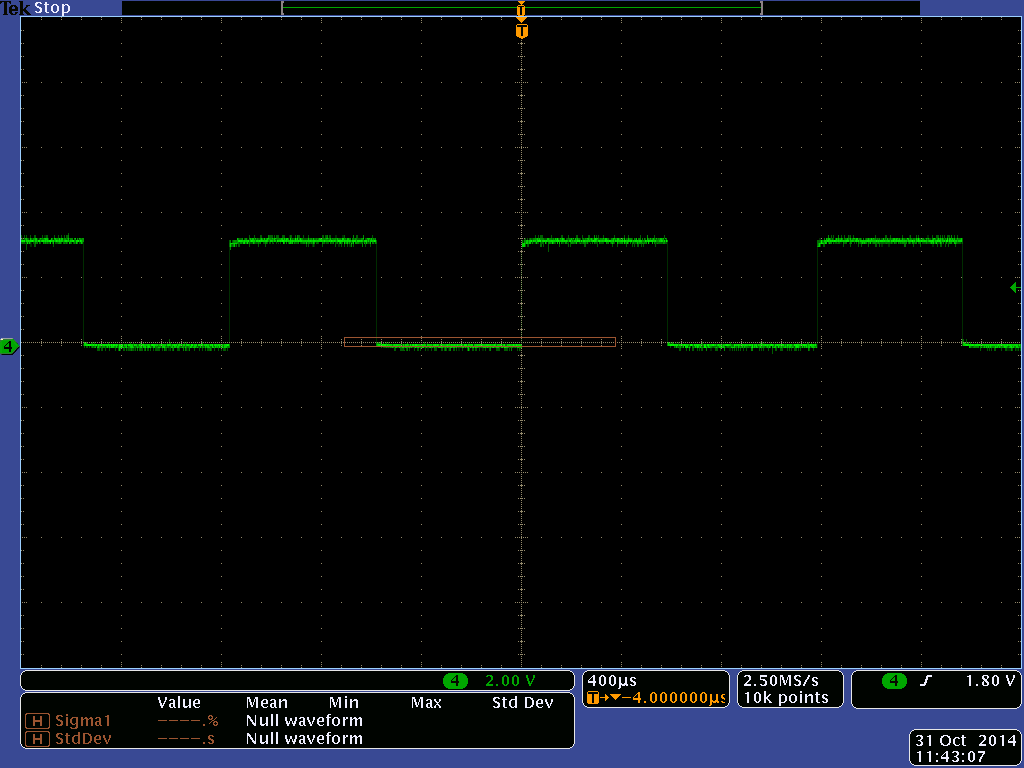 Tek Stop
T
T
4
4 2.00 V
400µs
T→▼−4.000000µs
2.50MS/s
10k points
4 1.80 V
Value Mean Min Max Std Dev
H Sigma1 ----.% Null waveform
H StdDev ----.s Null waveform
31 Oct 2014
11:43:07